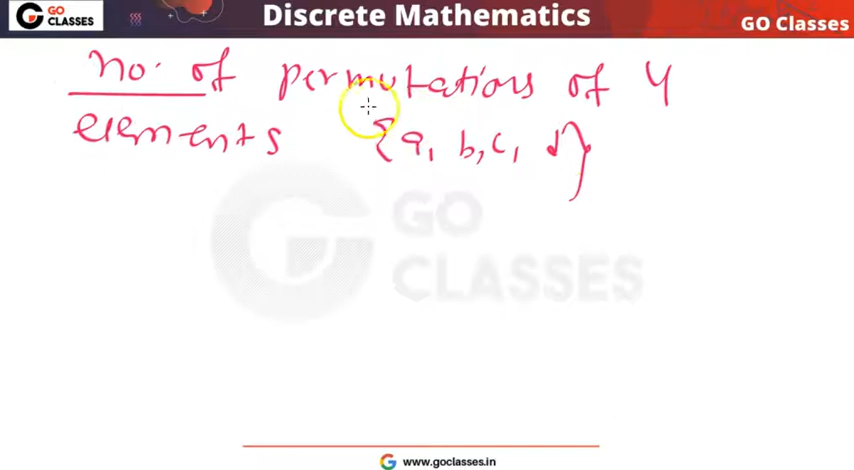 GO
CLASSES
Discrete Mathematics
GO Classes
no. of permutations of 4
elements {a, b, c, d}
GO
CLASSES
www.goclasses.in